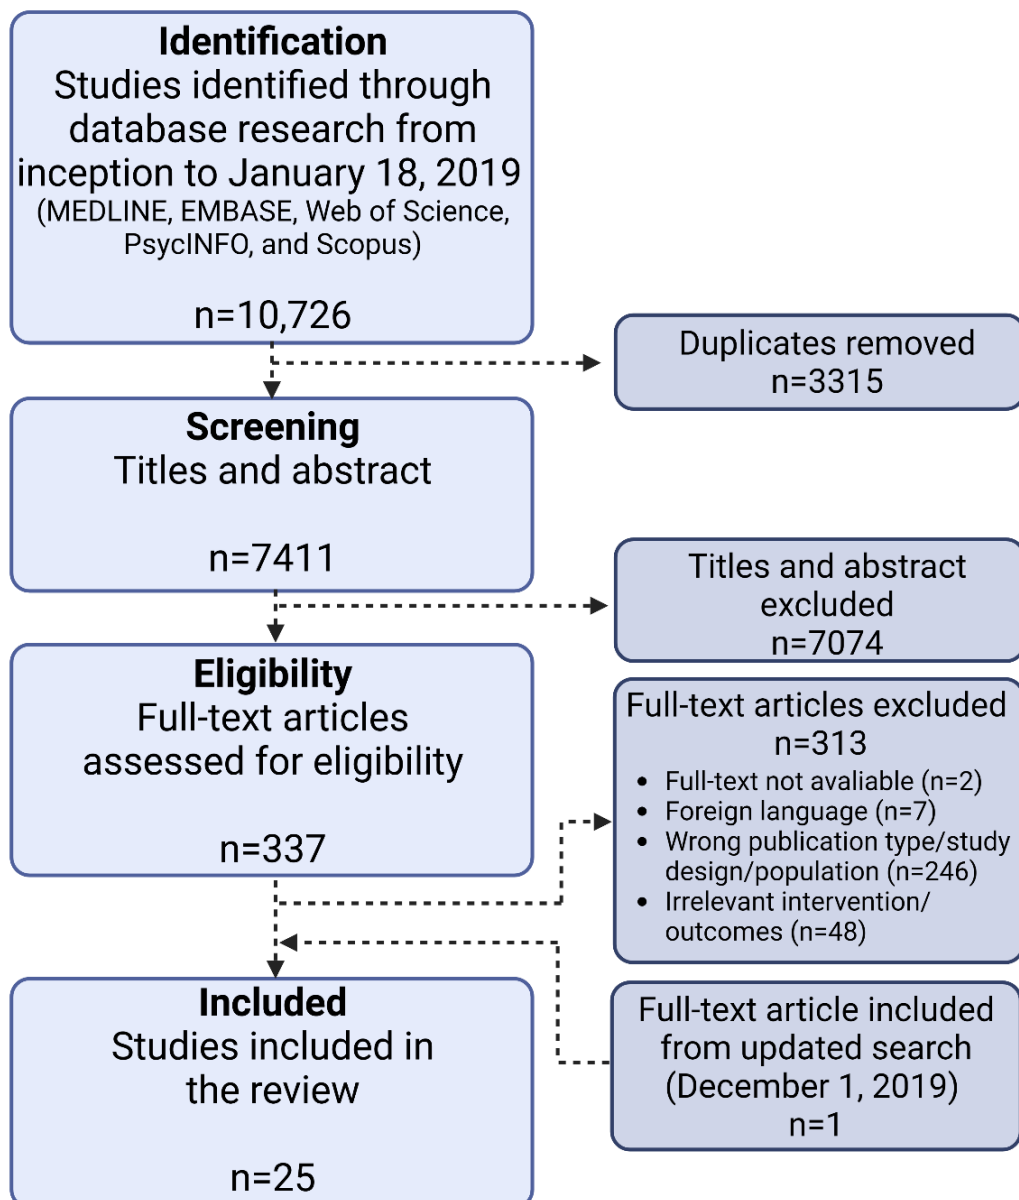 Identification
Studies identified through
database research from
inception to January 18, 2019
(MEDLINE, EMBASE, Web of Science,
PsycINFO, and Scopus)
n=10,726
Duplicates removed
n=3315
Screening
Titles and abstract
n=7411
Titles and abstract
excluded
n=7074
Eligibility
Full-text articles
assessed for eligibility
n=337
Full-text articles excluded
n=313
• Full-text not avaliable (n=2)
• Foreign language (n=7)
• Wrong publication type/study
design/population (n=246)
• Irrelevant intervention/
outcomes (n=48)
Included
Studies included in
the review
n=25
Full-text article included
from updated search
(December 1, 2019)
n=1